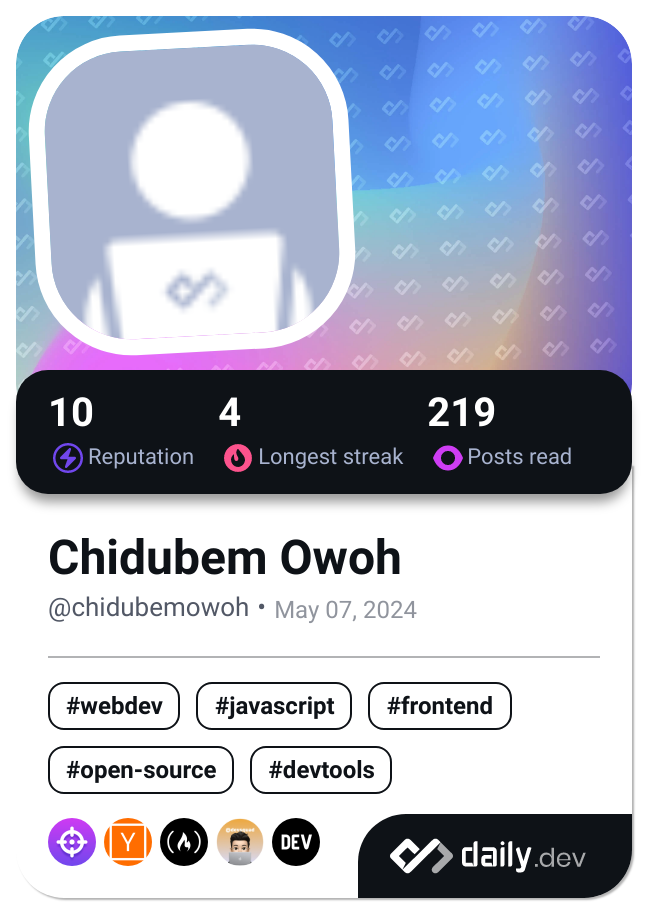 10 4 219
Reputation Longest streak Posts read
Chidubem Owoh
@chidubemowoh • May 07, 2024
#webdev #javascript #frontend
#open-source #devtools
Y DEV
daily.dev